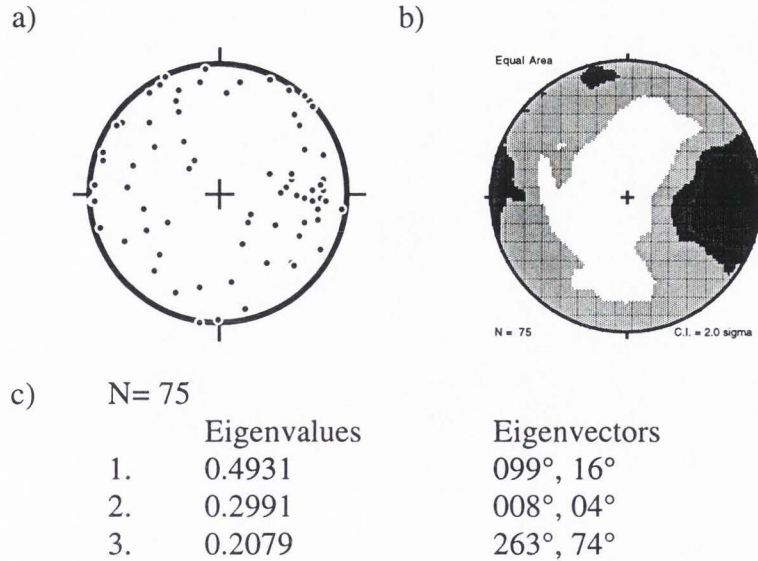 a)
b)
Equal Area
N = 75
C.I. = 2.0 sigma
c)
N= 75
Eigenvalues
Eigenvectors
1.
0.4931
099°, 16°
2.
0.2991
008°, 04°
3.
0.2079
263°, 74°